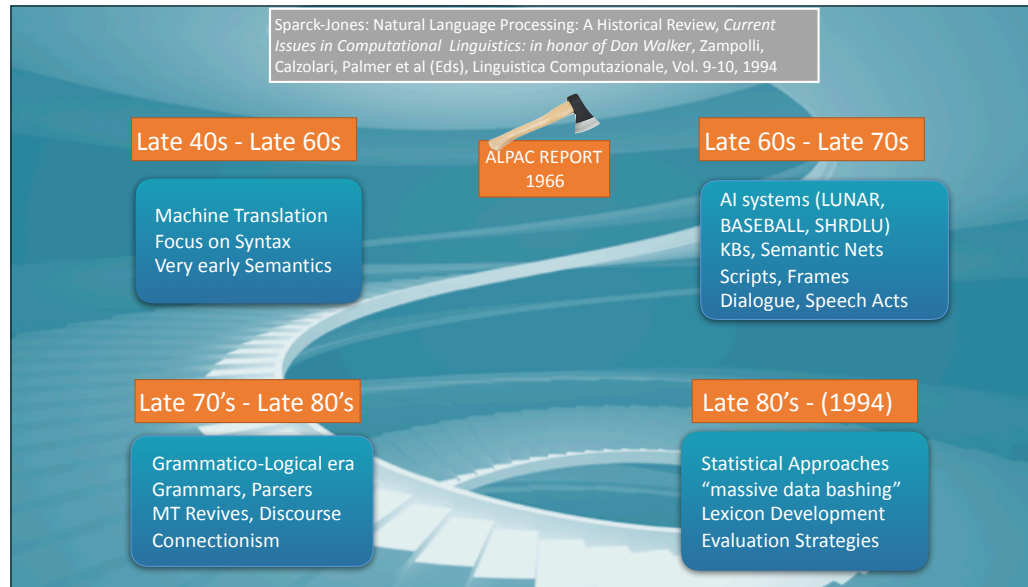 Sparck-Jones: Natural Language Processing: A Historical Review, Current
Issues in Computational Linguistics: in honor of Don Walker, Zampolli,
Calzolari, Palmer et al (Eds), Linguistica Computazionale, Vol. 9-10, 1994
Late 40s - Late 60s
Machine Translation
Focus on Syntax
Very early Semantics
ALPAC REPORT
1966
Late 60s - Late 70s
AI systems (LUNAR,
BASEBALL, SHRDLU)
KBs, Semantic Nets
Scripts, Frames
Dialogue, Speech Acts
Late 70’s - Late 80’s
Grammatico-Logical era
Grammars, Parsers
MT Revives, Discourse
Connectionism
Late 80’s - (1994)
Statistical Approaches
“massive data bashing”
Lexicon Development
Evaluation Strategies